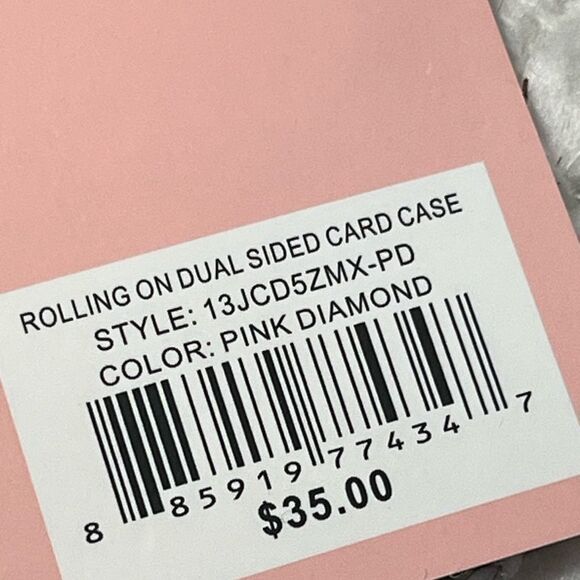 ROLLING ON DUAL SIDED CARD CASE
STYLE: 13JCD5ZMX-PD
COLOR: PINK DIAMOND
8 85919 77434 7
$35.00